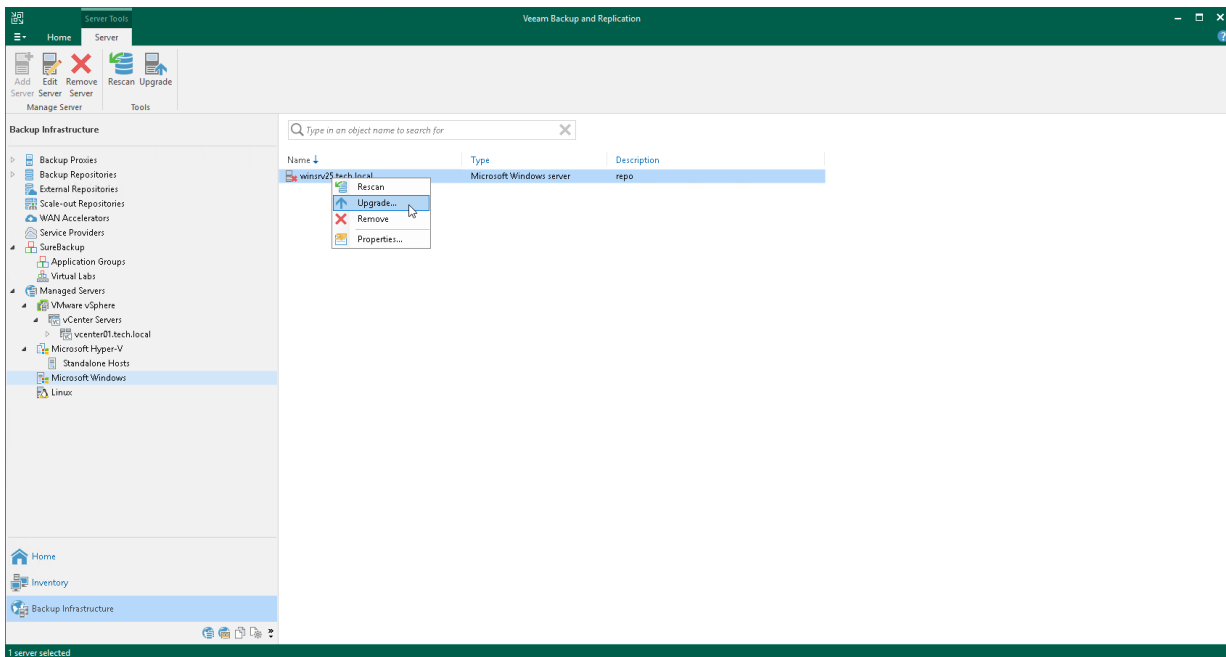 Server Tools
Veeam Backup and Replication
Home Server
Add Server
Edit Server
Remove Server
Rescan
Upgrade
Manage Server
Tools
Backup Infrastructure
Type in an object name to search for
Name Type Description
winsrv25.tech.local Microsoft Windows server repo
Rescan
Upgrade...
Remove
Properties...
Backup Proxies
Backup Repositories
External Repositories
Scale-out Repositories
WAN Accelerators
Service Providers
SureBackup
Application Groups
Virtual Labs
Managed Servers
VMware vSphere
vCenter Servers
vcenter01.tech.local
Microsoft Hyper-V
Standalone Hosts
Microsoft Windows
Linux
Home
Inventory
Backup Infrastructure
1 server selected